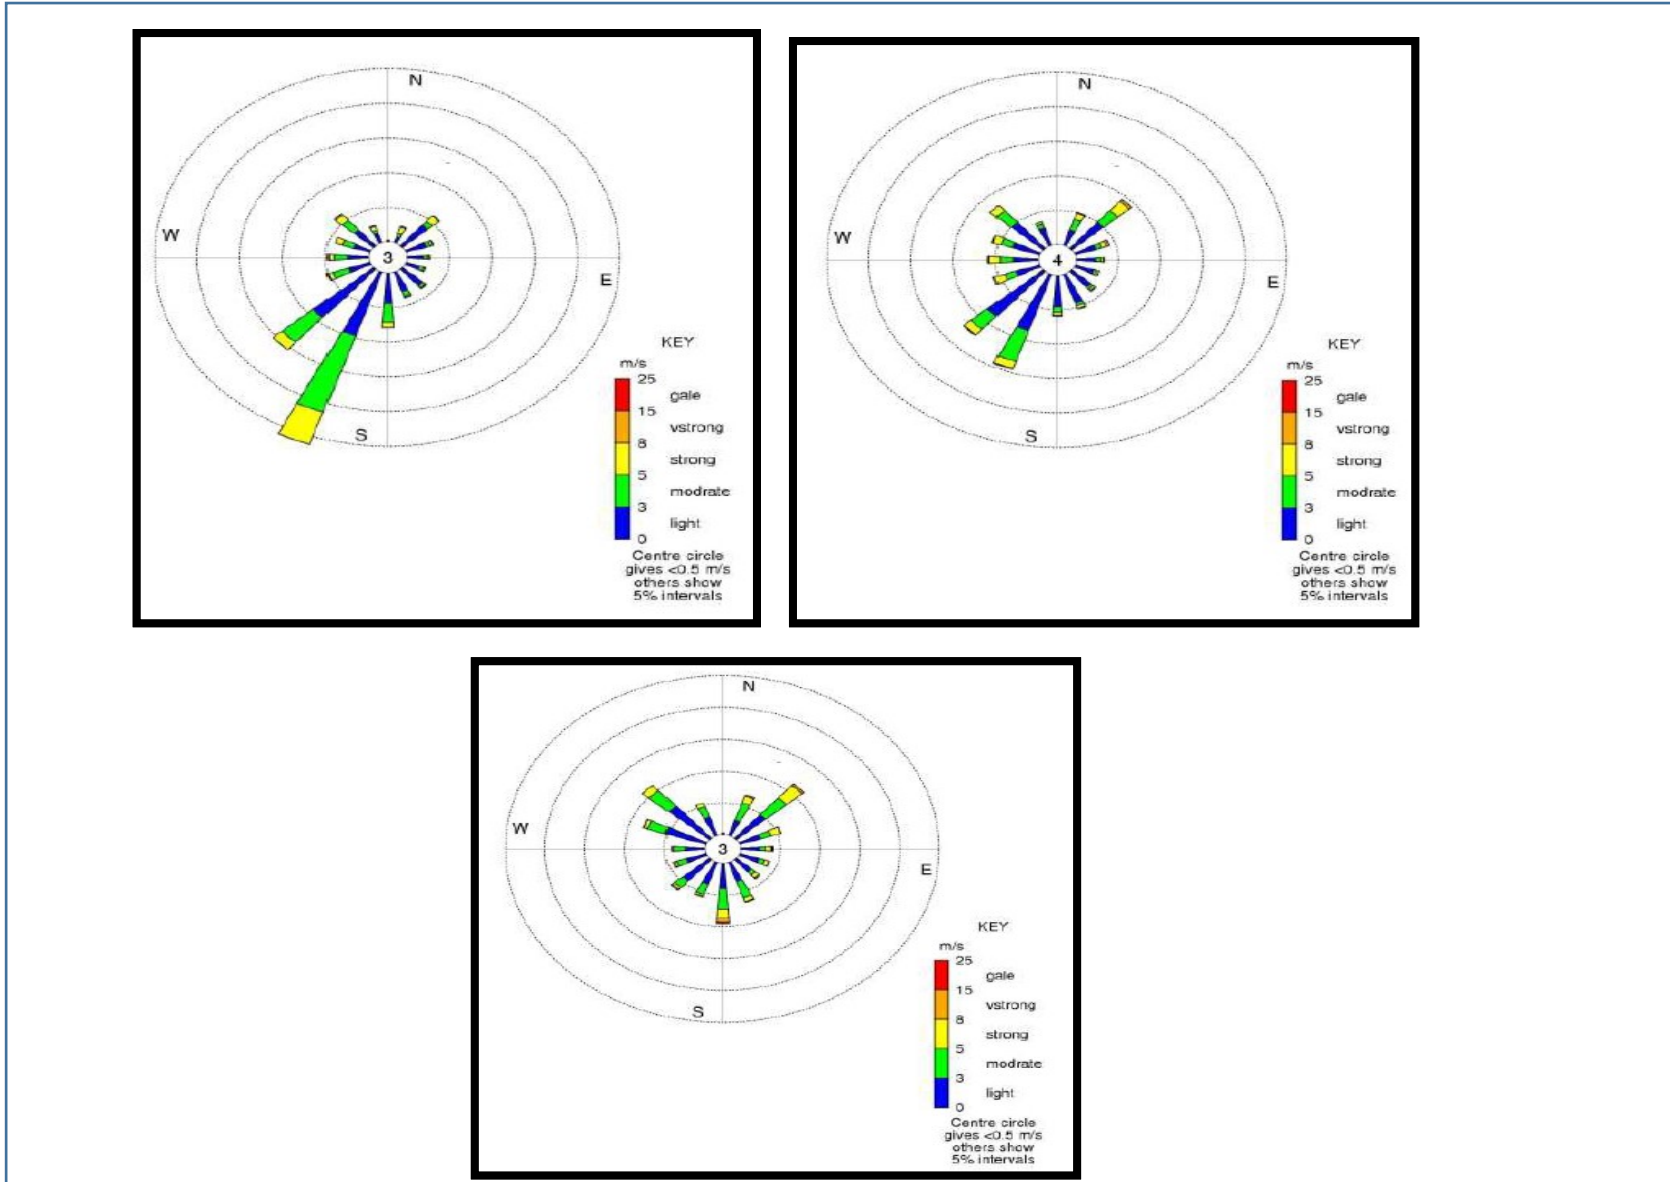 N
W
3
E
S
KEY
m/s
25
gale
15
vstrong
8
strong
5
modrate
3
light
0
Centre circle
gives <0.5 m/s
others show
5% intervals
N
W
4
E
S
KEY
m/s
25
gale
15
vstrong
8
strong
5
modrate
3
light
0
Centre circle
gives <0.5 m/s
others show
5% intervals
N
W
3
E
S
KEY
m/s
25
gale
15
vstrong
8
strong
5
modrate
3
light
0
Centre circle
gives <0.5 m/s
others show
5% intervals